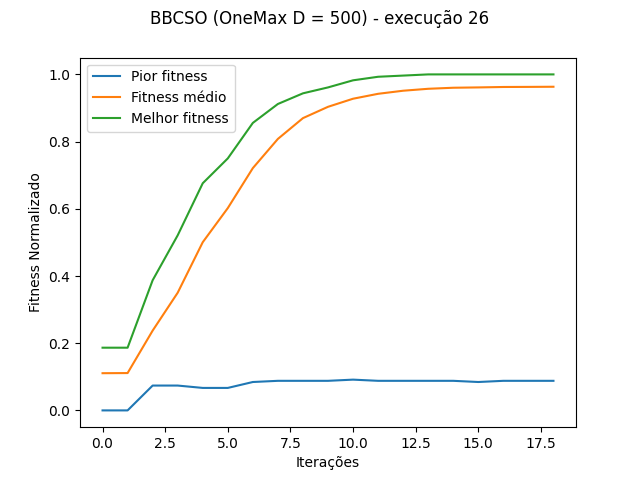 BBCSO (OneMax D = 500) - execução 26
Pior fitness
Fitness médio
Melhor fitness
Fitness Normalizado
1.0
0.8
0.6
0.4
0.2
0.0
0.0 2.5 5.0 7.5 10.0 12.5 15.0 17.5
Iterações